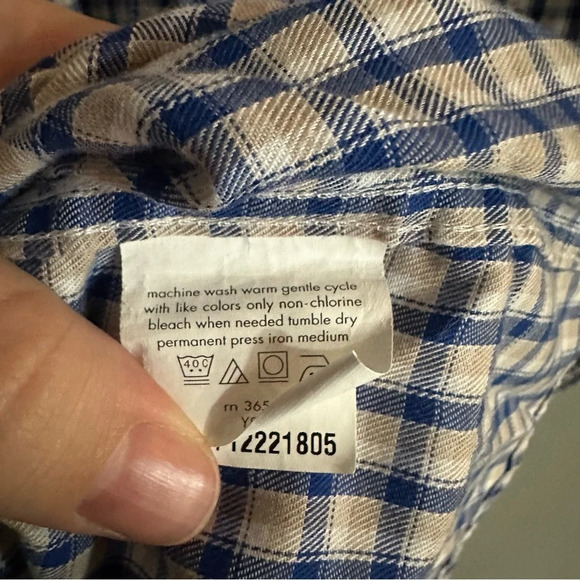 machine wash warm gentle cycle
with like colors only non-chlorine
bleach when needed tumble dry
permanent press iron medium
40C
rn 365
12221805